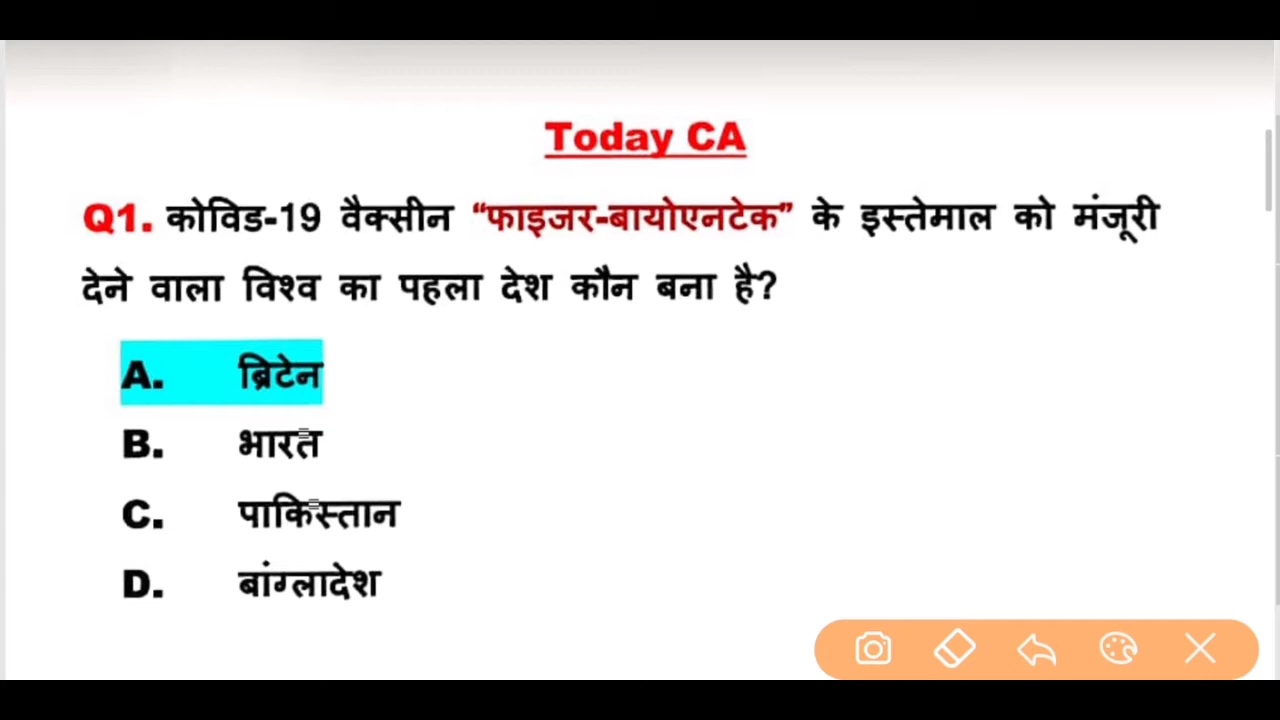 Today CA
Q1. कोविड-19 वैक्सीन “फाइजर-बायोएनटेक” के इस्तेमाल को मंजूरी
देने वाला विश्व का पहला देश कौन बना है?
A. ब्रिटेन
B. भारत
C. पाकिस्तान
D. बांग्लादेश